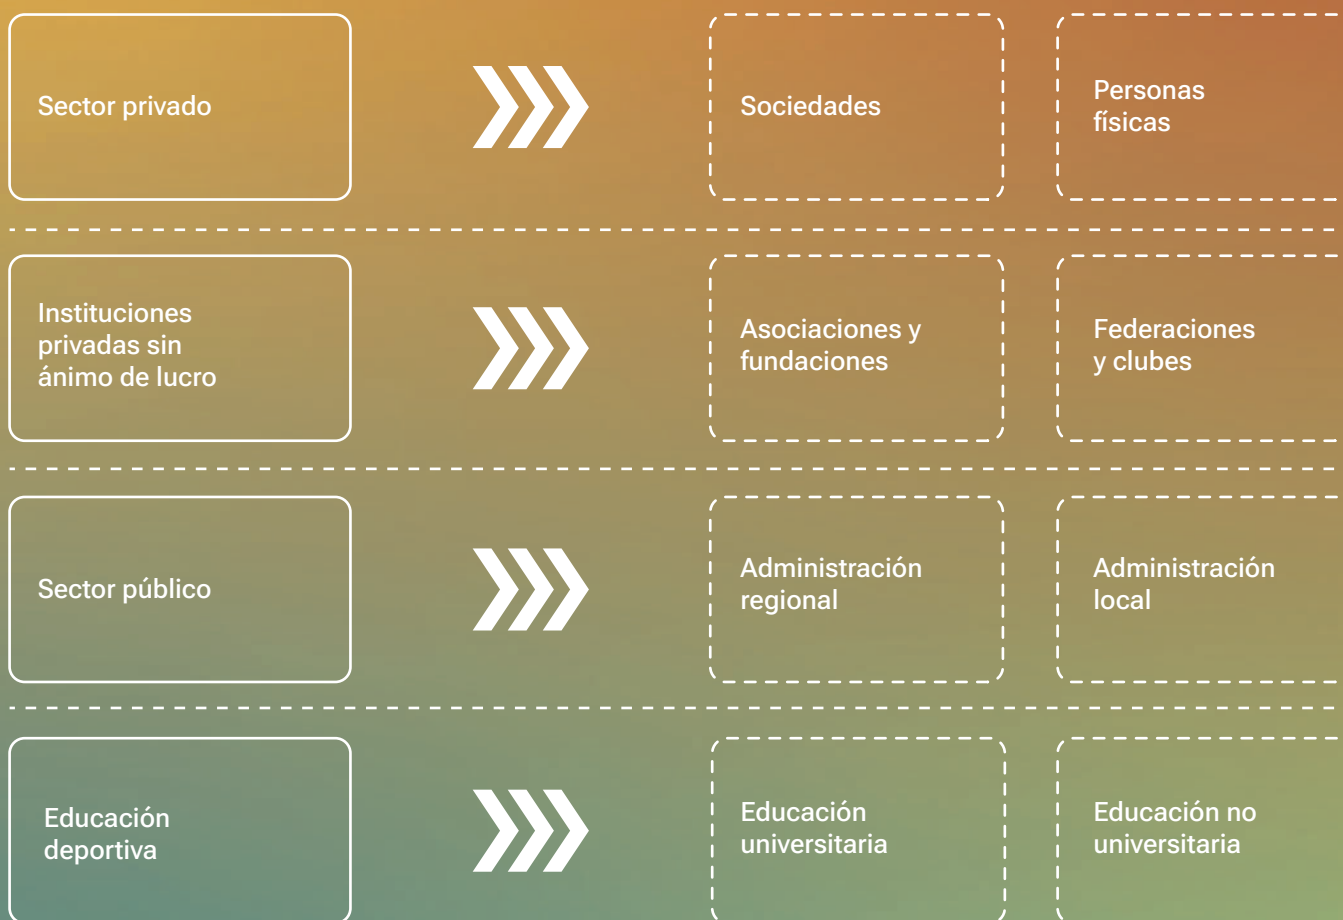 Sector privado
Sociedades
Personas
físicas
Instituciones
privadas sin
ánimo de lucro
Asociaciones y
fundaciones
Federaciones
y clubes
Sector público
Administración
regional
Administración
local
Educación
deportiva
Educación
universitaria
Educación no
universitaria